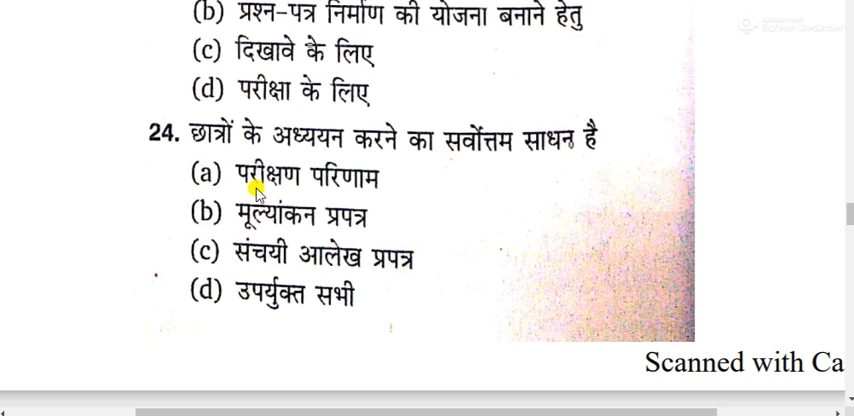 (b) प्रश्न-पत्र निर्माण की योजना बनाने हेतु
(c) दिखावे के लिए
(d) परीक्षा के लिए
24. छात्रों के अध्ययन करने का सर्वोत्तम साधन है
(a) परीक्षण परिणाम
(b) मूल्यांकन प्रपत्र
(c) संचयी आलेख प्रपत्र
(d) उपर्युक्त सभी
Scanned with Ca